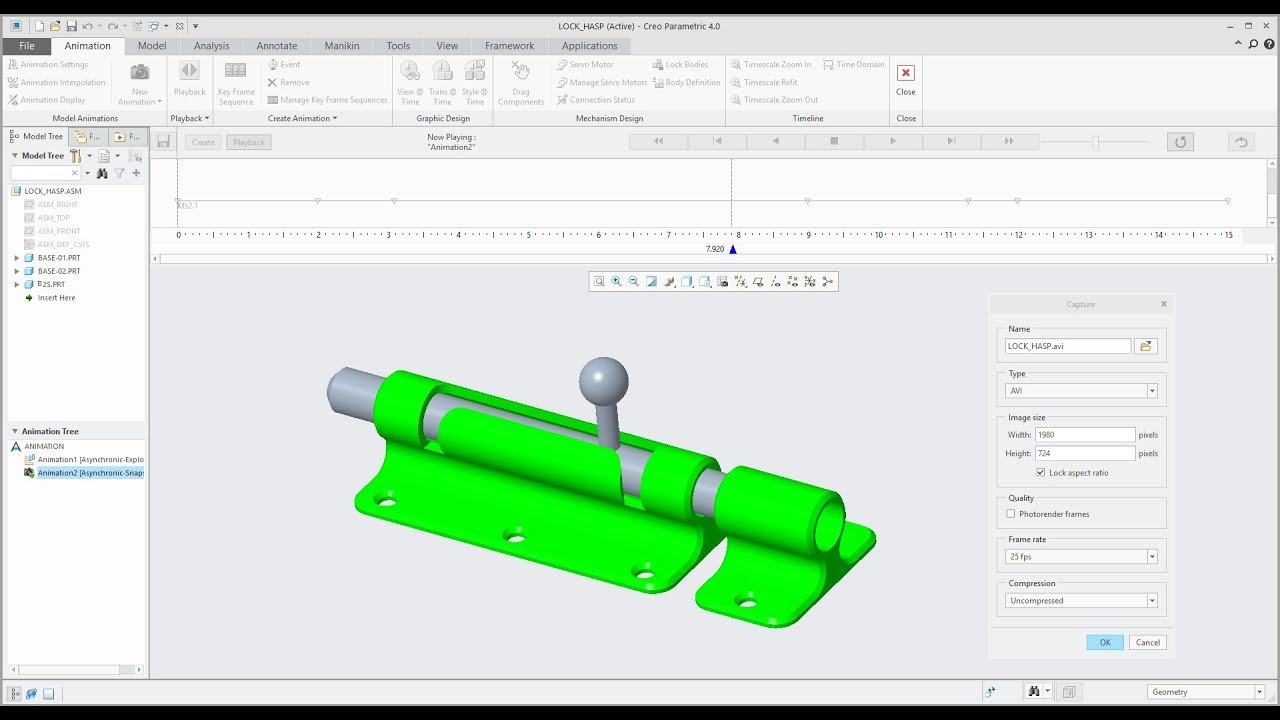 LOCK_HASP (Active) - Creo Parametric 4.0
File Animation Model Analysis Annotate Manikin Tools View Framework Applications
Animation Settings
Animation Interpolation
Animation Display
Model Animations
New Animation
Playback
Playback
Key Frame Sequence
Event
Remove
Manage Key Frame Sequences
Create Animation
View @ Time
Trans @ Time
Style @ Time
Graphic Design
Drag Components
Servo Motor
Manage Servo Motors
Connection Status
Lock Bodies
Body Definition
Mechanism Design
Timescale Zoom In
Timescale Refit
Timescale Zoom Out
Time Domain
Timeline
Close
Close
Model Tree F... F...
Model Tree
Create Playback
Now Playing :
"Animation2"
Kfs2.1
0 1 2 3 4 5 6 7 8 9 10 11 12 13 14 15
7.920
LOCK_HASP.ASM
ASM_RIGHT
ASM_TOP
ASM_FRONT
ASM_DEF_CSYS
BASE-01.PRT
BASE-02.PRT
25.PRT
Insert Here
Animation Tree
ANIMATION
Animation1 [Asynchronic-Explo
Animation2 [Asynchronic-Snap
Capture
Name
LOCK_HASP.avi
Type
AVI
Image size
Width: 1980 pixels
Height: 724 pixels
Lock aspect ratio
Quality
Photorender frames
Frame rate
25 fps
Compression
Uncompressed
OK Cancel
Geometry